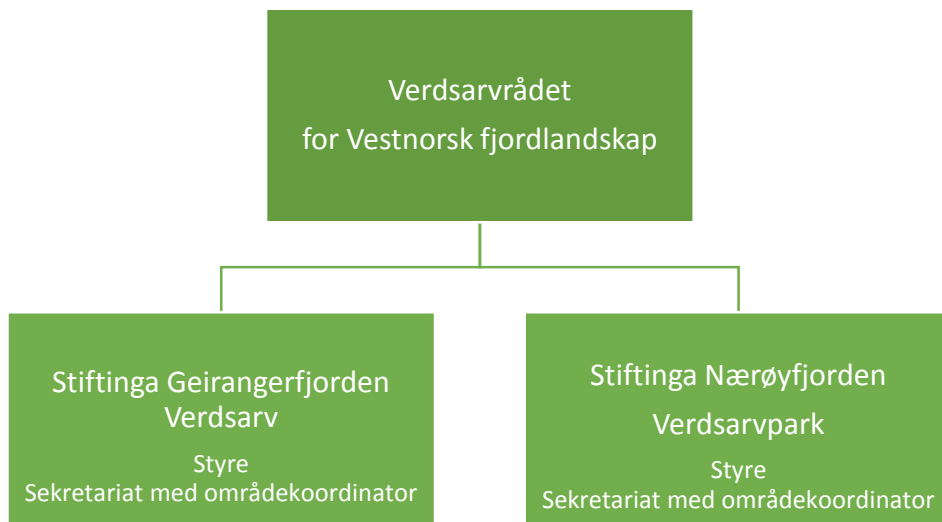 Verdsarvrådet
for Vestnorsk fjordlandskap
Stiftinga Geirangerfjorden
Verdsarv
Styre
Sekretariat med områdekoordinator
Stiftinga Nærøyfjorden
Verdsarvpark
Styre
Sekretariat med områdekoordinator